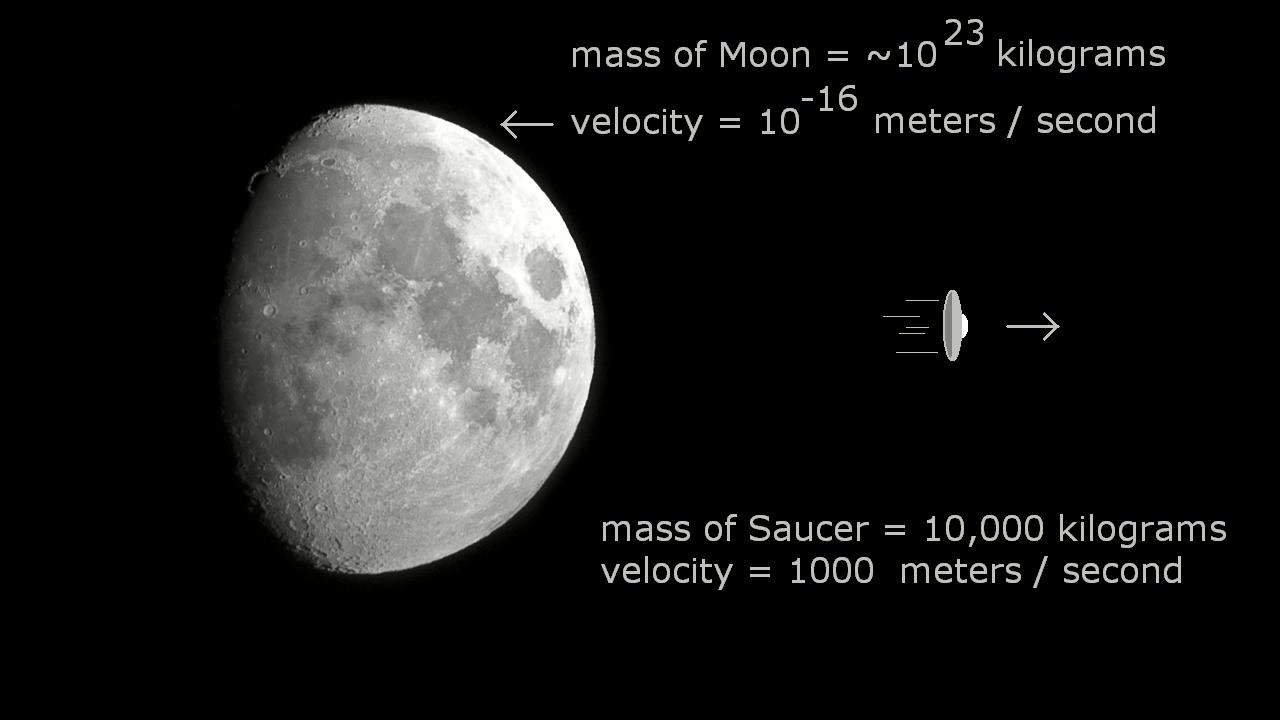 mass of Moon = ~10²³ kilograms
← velocity = 10⁻¹⁶ meters / second
mass of Saucer = 10,000 kilograms
velocity = 1000 meters / second